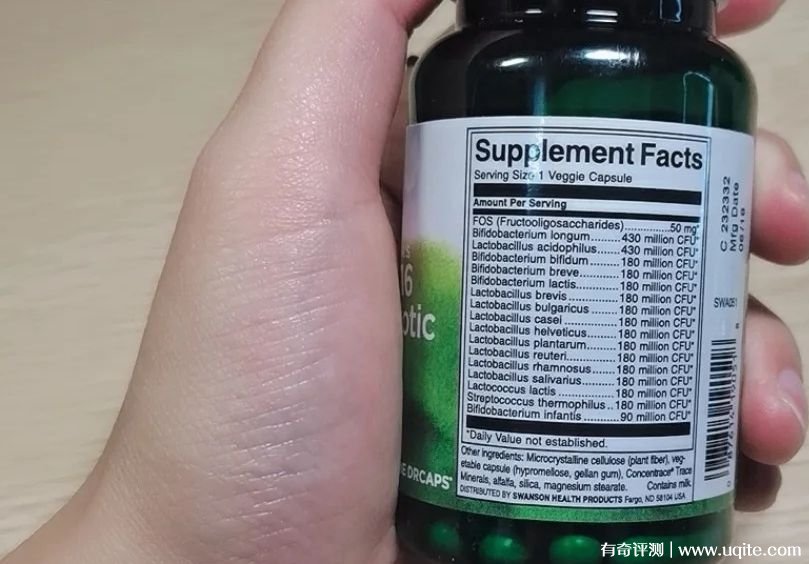 Supplement Facts
Serving Size 1 Veggie Capsule
Amount Per Serving
FOS (Fructooligosaccharides)..............50 mg*
Bifidobacterium longum........430 million CFU*
Lactobacillus acidophilus......430 million CFU*
Bifidobacterium bifidum........180 million CFU*
Bifidobacterium breve...........180 million CFU*
Bifidobacterium lactis...........180 million CFU*
Lactobacillus brevis..............180 million CFU*
Lactobacillus bulgaricus.......180 million CFU*
Lactobacillus casei..............180 million CFU*
Lactobacillus helveticus........180 million CFU*
Lactobacillus plantarum........180 million CFU*
Lactobacillus reuteri.............180 million CFU*
Lactobacillus rhamnosus......180 million CFU*
Lactobacillus salivarius.........180 million CFU*
Lactococcus lactis................180 million CFU*
Streptococcus thermophilus..180 million CFU*
Bifidobacterium infantis..........90 million CFU*
*Daily Value not established.
Other ingredients: Microcrystalline cellulose (plant fiber), veg-
etable capsule (hypromellose, gellan gum), Concentrace® Trace
Minerals, alfalfa, silica, magnesium stearate. Contains milk.
DISTRIBUTED BY SWANSON HEALTH PRODUCTS Fargo, ND 58104 USA
16
otic
DRCAPS
C 232332
Mfg Date
06/18
SWA051
有奇评测 | www.uqite.com